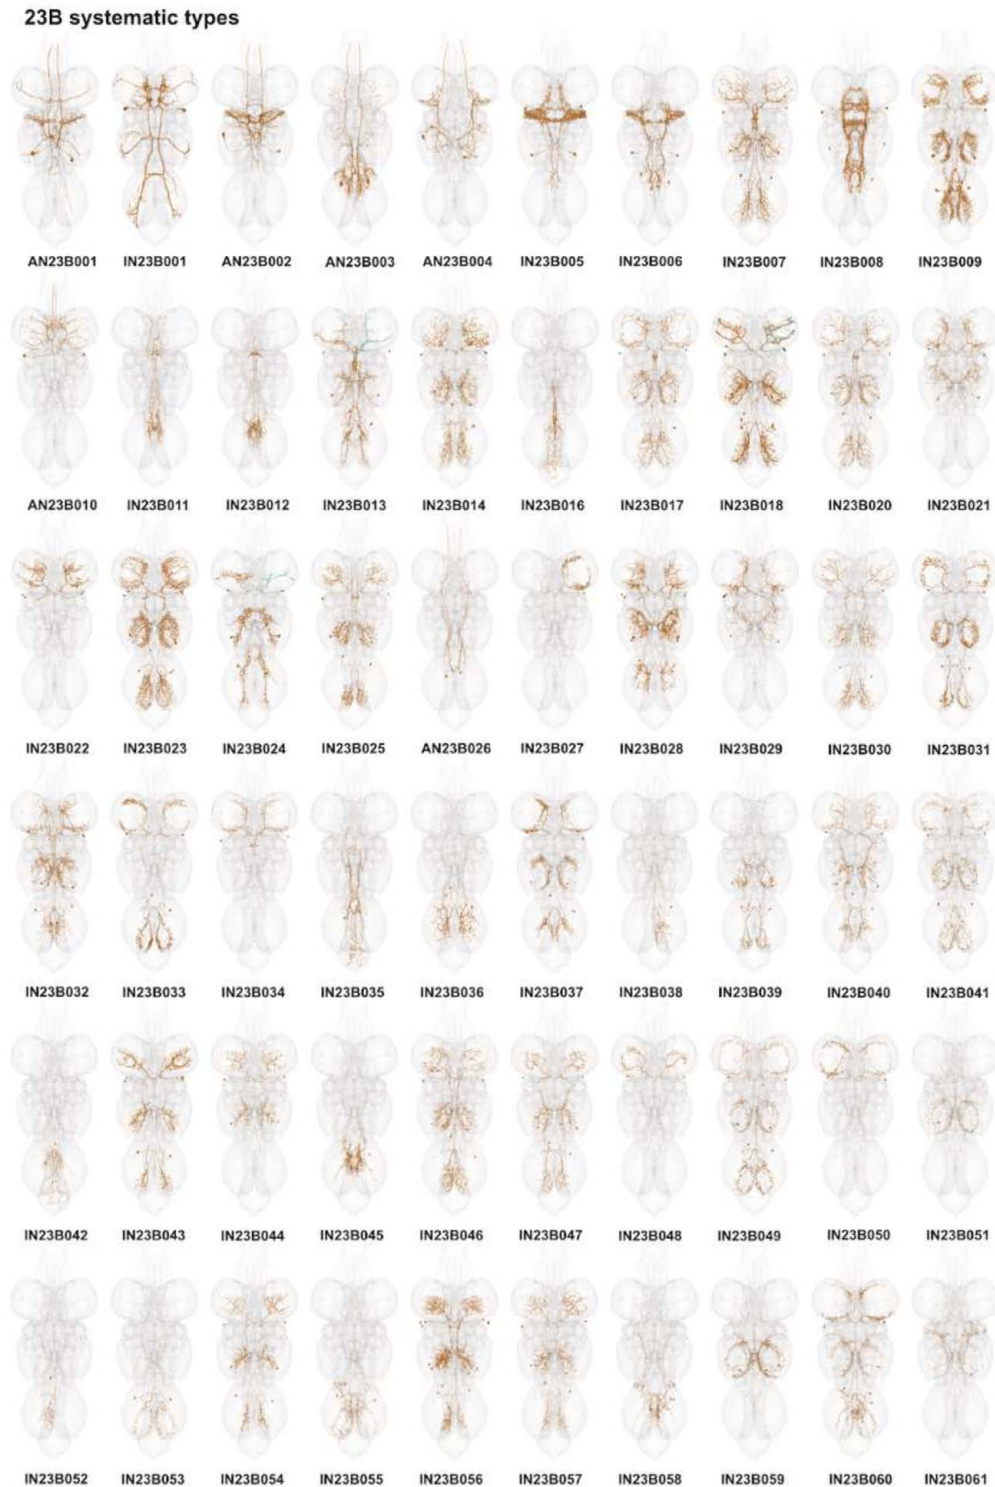 23B systematic types
AN23B001 IN23B001 AN23B002 AN23B003 AN23B004 IN23B005 IN23B006 IN23B007 IN23B008 IN23B009
AN23B010 IN23B011 IN23B012 IN23B013 IN23B014 IN23B016 IN23B017 IN23B018 IN23B020 IN23B021
IN23B022 IN23B023 IN23B024 IN23B025 AN23B026 IN23B027 IN23B028 IN23B029 IN23B030 IN23B031
IN23B032 IN23B033 IN23B034 IN23B035 IN23B036 IN23B037 IN23B038 IN23B039 IN23B040 IN23B041
IN23B042 IN23B043 IN23B044 IN23B045 IN23B046 IN23B047 IN23B048 IN23B049 IN23B050 IN23B051
IN23B052 IN23B053 IN23B054 IN23B055 IN23B056 IN23B057 IN23B058 IN23B059 IN23B060 IN23B061